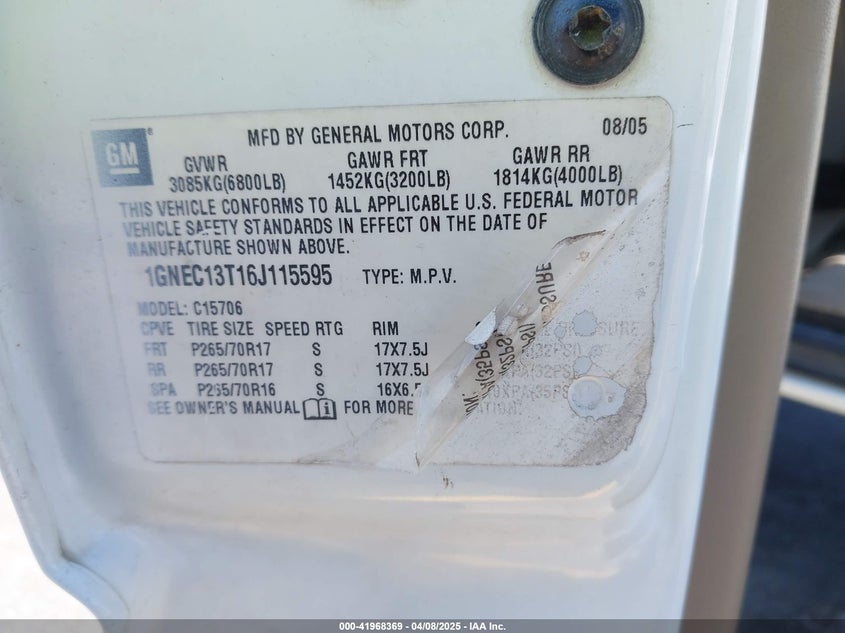 GM
MFD BY GENERAL MOTORS CORP. 08/05
GVWR GAWR FRT GAWR RR
3085KG(6800LB) 1452KG(3200LB) 1814KG(4000LB)
THIS VEHICLE CONFORMS TO ALL APPLICABLE U.S. FEDERAL MOTOR
VEHICLE SAFETY STANDARDS IN EFFECT ON THE DATE OF
MANUFACTURE SHOWN ABOVE.
1GNEC13T16J115595 TYPE: M.P.V.
MODEL: C15706
TIRE SIZE SPEED RTG RIM
FRT P265/70R17 S 17X7.5J
RR P265/70R17 S 17X7.5J
SPA P265/70R16 S 16X6.5
SEE OWNER'S MANUAL FOR MORE
000-41968369 - 04/08/2025 - IAA Inc.